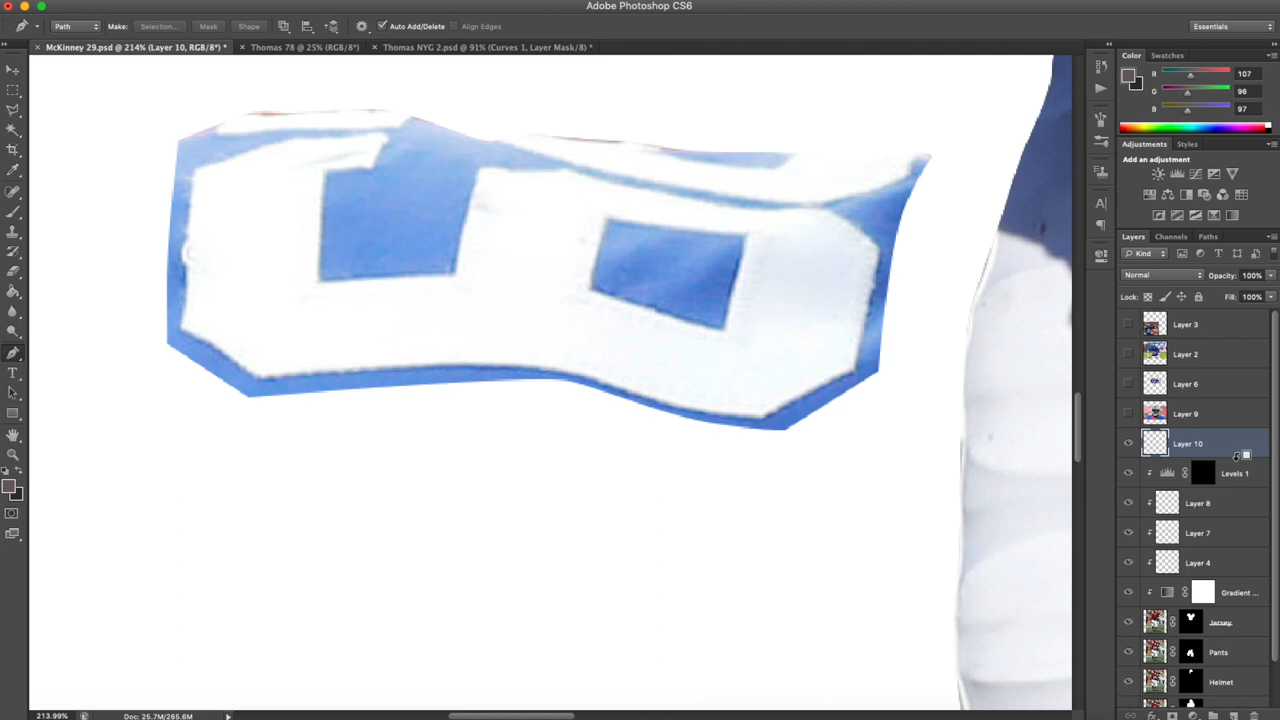 Adobe Photoshop CS6
Path Make: Selection... Mask Shape Auto Add/Delete Align Edges Essentials
McKinney 29.psd @ 214% (Layer 10, RGB/8*) * Thomas 78 @ 25% (RGB/8*) Thomas NYG 2.psd @ 91% (Curves 1, Layer Mask/8) *
Color Swatches
R 107
G 96
B 97
Adjustments Styles
Add an adjustment
Layers Channels Paths
Kind
Normal Opacity: 100%
Lock: Fill: 100%
Layer 3
Layer 2
Layer 6
Layer 9
Layer 10
Levels 1
Layer 8
Layer 7
Layer 4
Gradient ...
Jersey
Pants
Helmet
213.99% Doc: 25.7M/265.6M